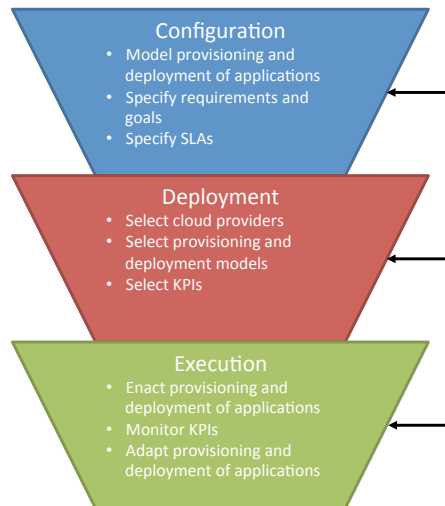 Configuration
• Model provisioning and
deployment of applications
• Specify requirements and
goals
• Specify SLAs
Deployment
• Select cloud providers
• Select provisioning and
deployment models
• Select KPIs
Execution
• Enact provisioning and
deployment of applications
• Monitor KPIs
• Adapt provisioning and
deployment of applications